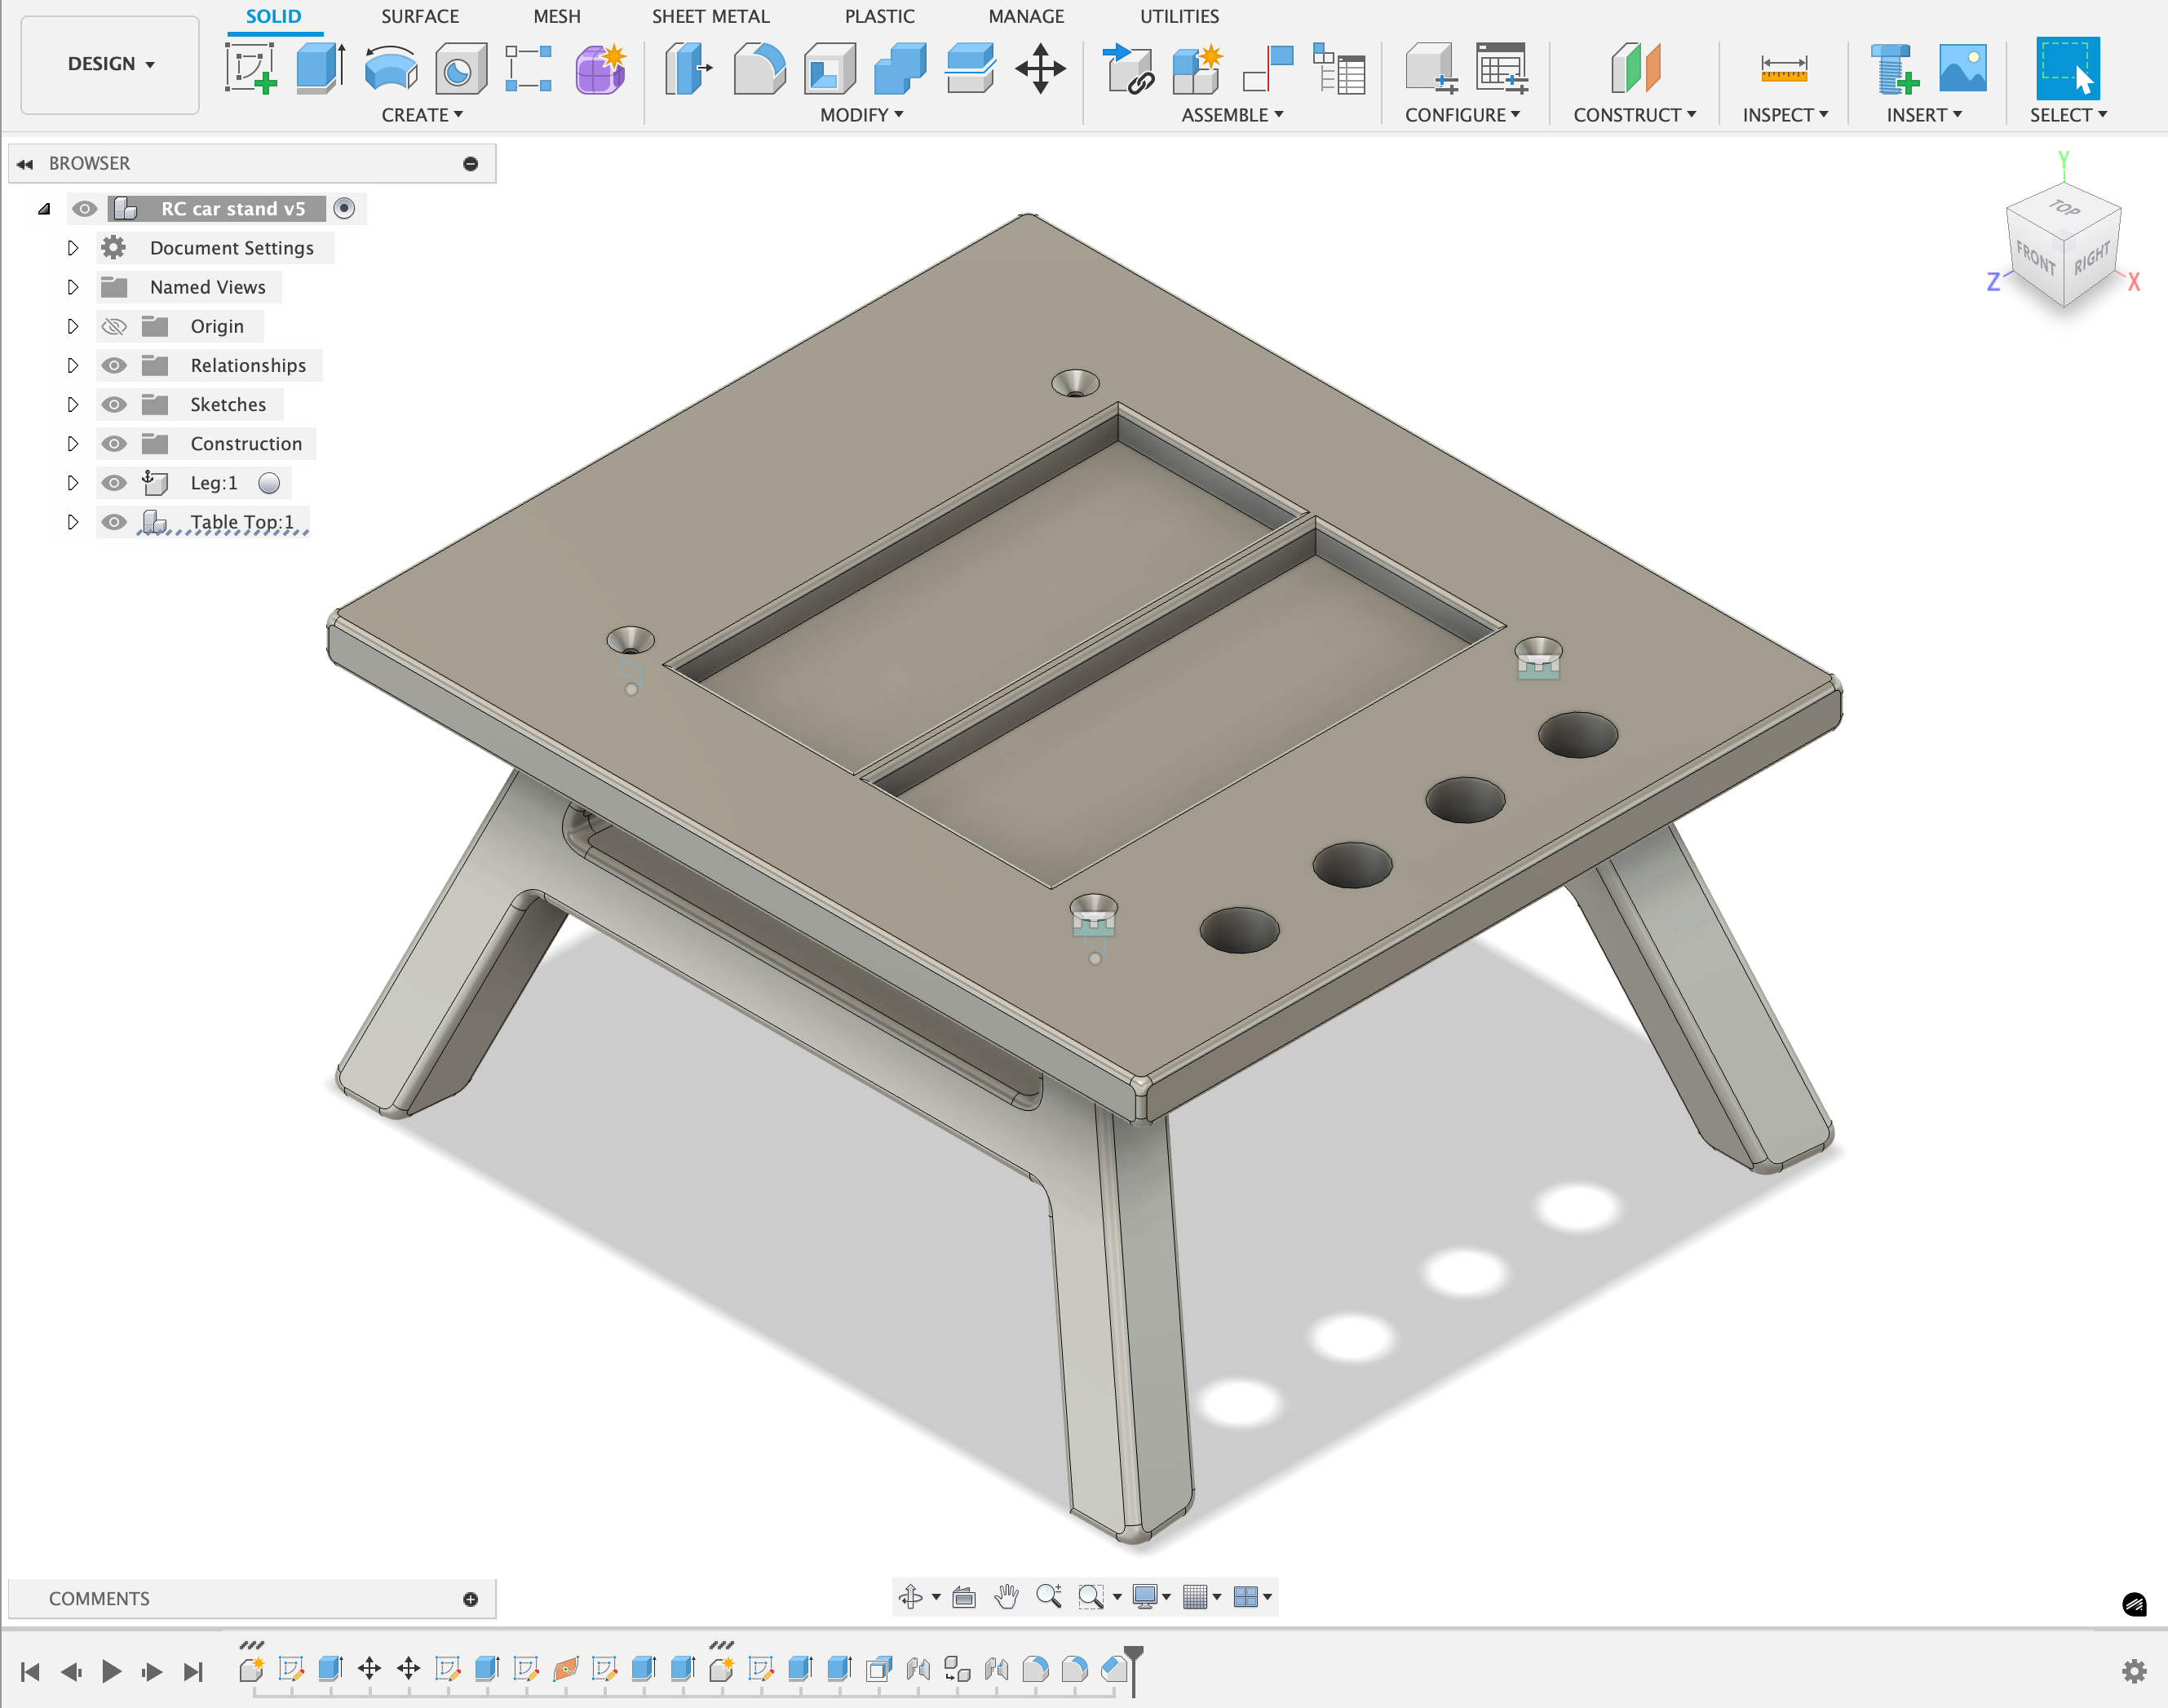 DESIGN
SOLID
SURFACE
MESH
SHEET METAL
PLASTIC
MANAGE
UTILITIES
CREATE
MODIFY
ASSEMBLE
CONFIGURE
CONSTRUCT
INSPECT
INSERT
SELECT
BROWSER
RC car stand v5
Document Settings
Named Views
Origin
Relationships
Sketches
Construction
Leg:1
Table Top:1
Y
TOP
FRONT
RIGHT
Z
X
COMMENTS